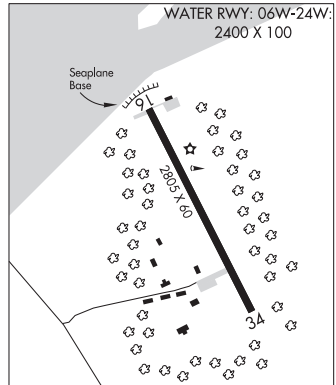 WATER RWY: 06W-24W:
2400 X 100
Seaplane
Base
16
2805 X 60
34